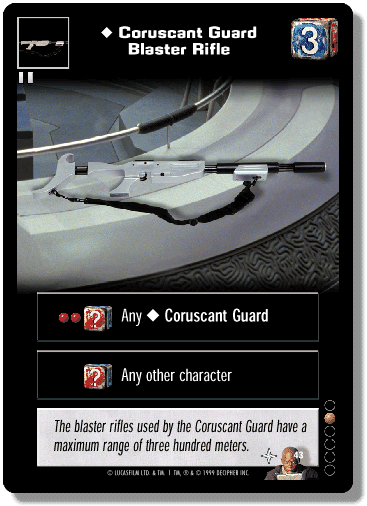 ◆ Coruscant Guard
Blaster Rifle
3
? Any ◆ Coruscant Guard
? Any other character
The blaster rifles used by the Coruscant Guard have a
maximum range of three hundred meters.
43
© LUCASFILM LTD. & TM. | TM, ® & © 1999 DECIPHER INC.